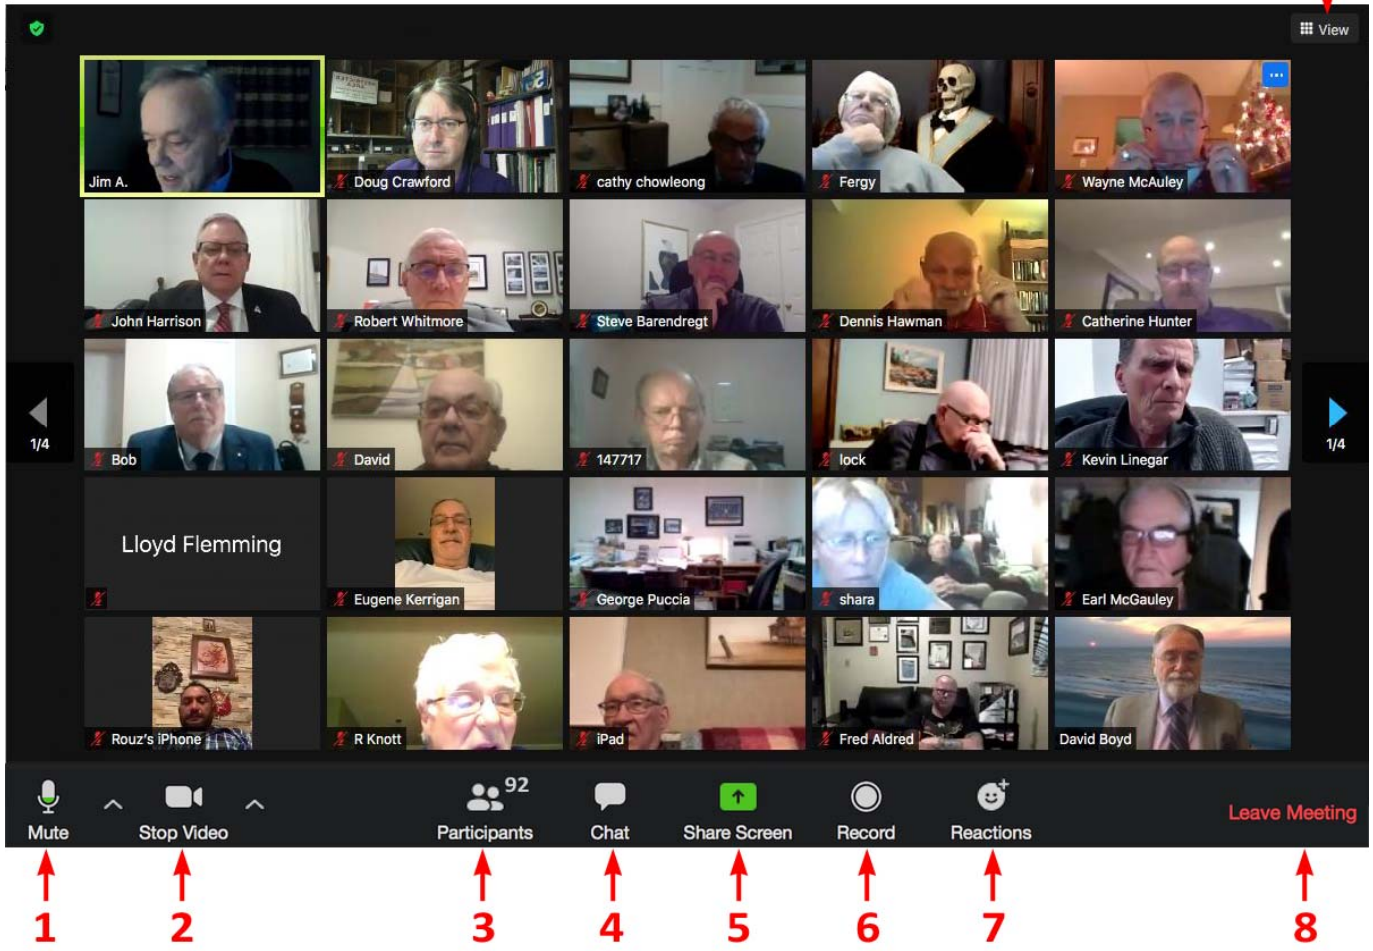 View
Jim A.
Doug Crawford
cathy chowleong
Fergy
Wayne McAuley
John Harrison
Robert Whitmore
Steve Barendregt
Dennis Hawman
Catherine Hunter
Bob
David
147717
lock
Kevin Linegar
1/4
1/4
Lloyd Flemming
Eugene Kerrigan
George Puccia
shara
Earl McGauley
Rouz's iPhone
R Knott
iPad
Fred Aldred
David Boyd
92
Mute
Stop Video
Participants
Chat
Share Screen
Record
Reactions
Leave Meeting
1
2
3
4
5
6
7
8